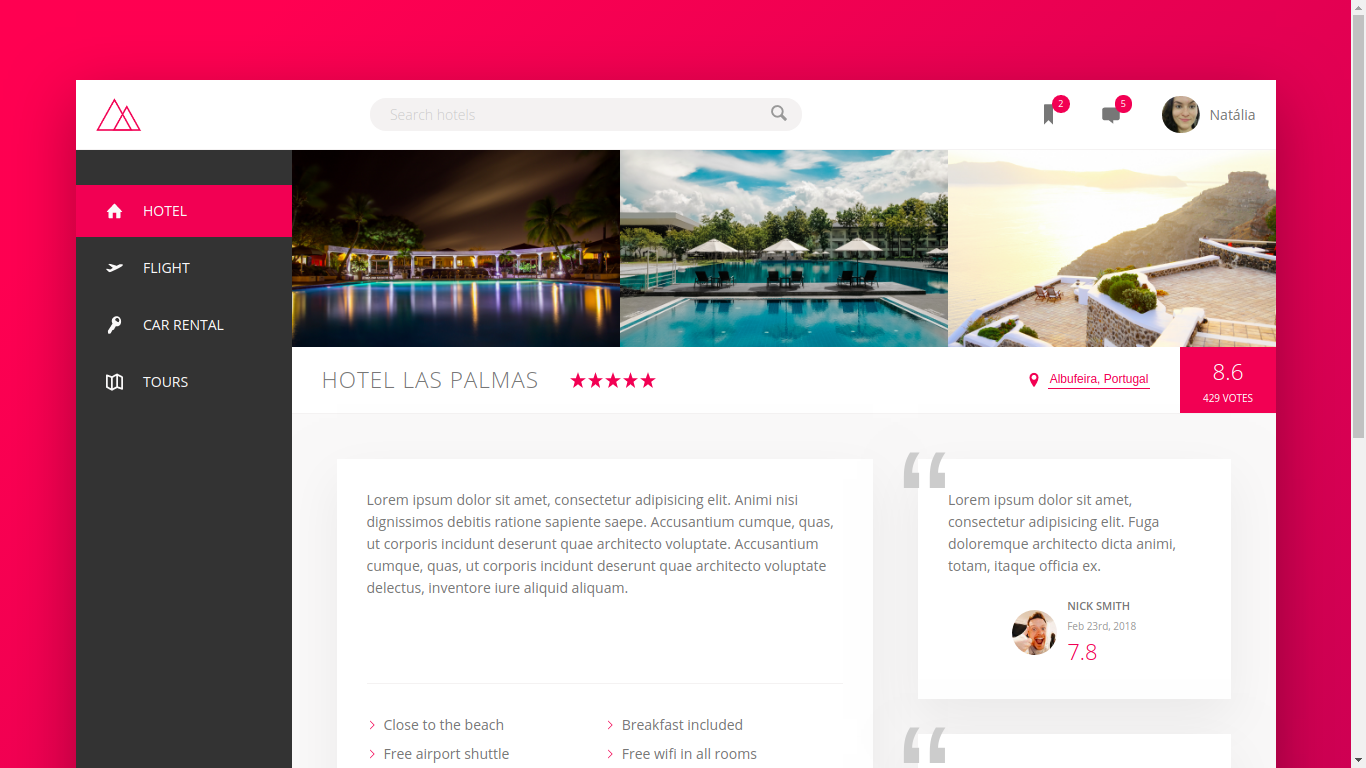 Search hotels
2
5
Natália
HOTEL
FLIGHT
CAR RENTAL
TOURS
HOTEL LAS PALMAS
Albufeira, Portugal
8.6
429 VOTES
Lorem ipsum dolor sit amet, consectetur adipisicing elit. Animi nisi
dignissimos debitis ratione sapiente saepe. Accusantium cumque, quas,
ut corporis incidunt deserunt quae architecto voluptate. Accusantium
cumque, quas, ut corporis incidunt deserunt quae architecto voluptate
delectus, inventore iure aliquid aliquam.
Close to the beach
Breakfast included
Free airport shuttle
Free wifi in all rooms
“
Lorem ipsum dolor sit amet,
consectetur adipisicing elit. Fuga
doloremque architecto dicta animi,
totam, itaque officia ex.
NICK SMITH
Feb 23rd, 2018
7.8
“